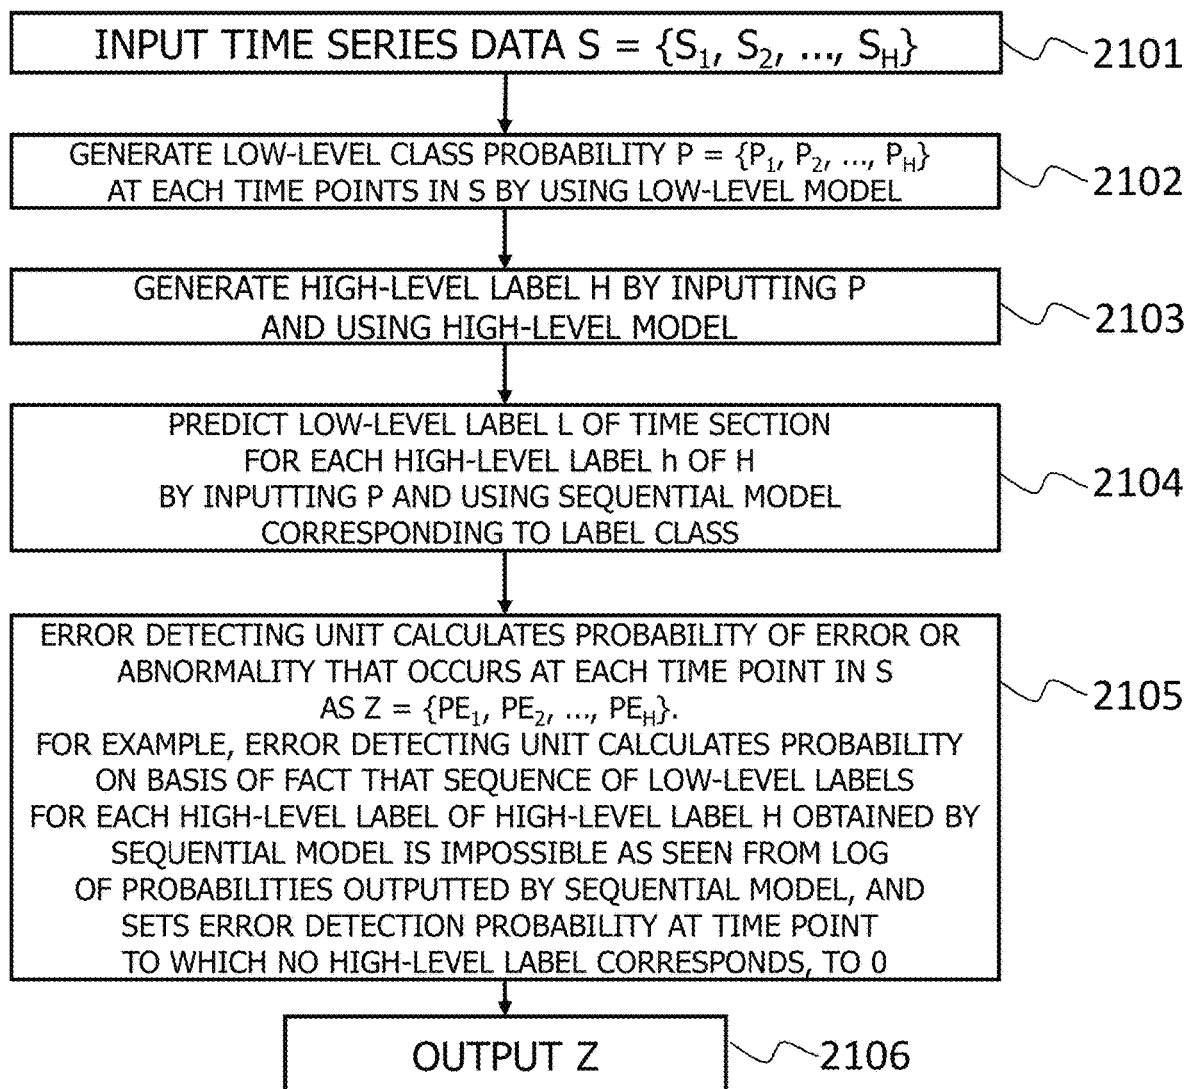 INPUT TIME SERIES DATA S = {S₁, S₂, ..., S_H}
2101
GENERATE LOW-LEVEL CLASS PROBABILITY P = {P₁, P₂, ..., P_H}
AT EACH TIME POINTS IN S BY USING LOW-LEVEL MODEL
2102
GENERATE HIGH-LEVEL LABEL H BY INPUTTING P
AND USING HIGH-LEVEL MODEL
2103
PREDICT LOW-LEVEL LABEL L OF TIME SECTION
FOR EACH HIGH-LEVEL LABEL h OF H
BY INPUTTING P AND USING SEQUENTIAL MODEL
CORRESPONDING TO LABEL CLASS
2104
ERROR DETECTING UNIT CALCULATES PROBABILITY OF ERROR OR
ABNORMALITY THAT OCCURS AT EACH TIME POINT IN S
AS Z = {PE₁, PE₂, ..., PE_H}.
FOR EXAMPLE, ERROR DETECTING UNIT CALCULATES PROBABILITY
ON BASIS OF FACT THAT SEQUENCE OF LOW-LEVEL LABELS
FOR EACH HIGH-LEVEL LABEL OF HIGH-LEVEL LABEL H OBTAINED BY
SEQUENTIAL MODEL IS IMPOSSIBLE AS SEEN FROM LOG
OF PROBABILITIES OUTPUTTED BY SEQUENTIAL MODEL, AND
SETS ERROR DETECTION PROBABILITY AT TIME POINT
TO WHICH NO HIGH-LEVEL LABEL CORRESPONDS, TO 0
2105
OUTPUT Z
2106